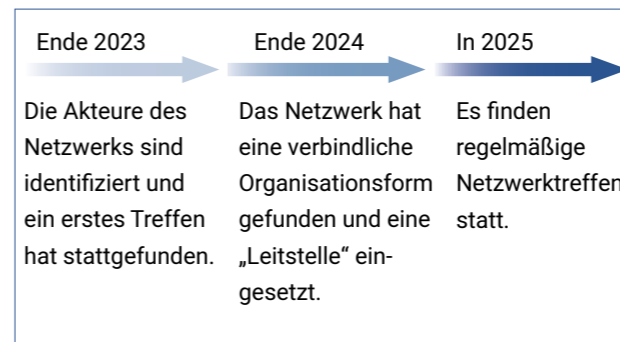 Ende 2023
Die Akteure des
Netzwerks sind
identifiziert und
ein erstes Treffen
hat stattgefunden.
Ende 2024
Das Netzwerk hat
eine verbindliche
Organisationsform
gefunden und eine
„Leitstelle“ ein-
gesetzt.
In 2025
Es finden
regelmäßige
Netzwerktreffen
statt.